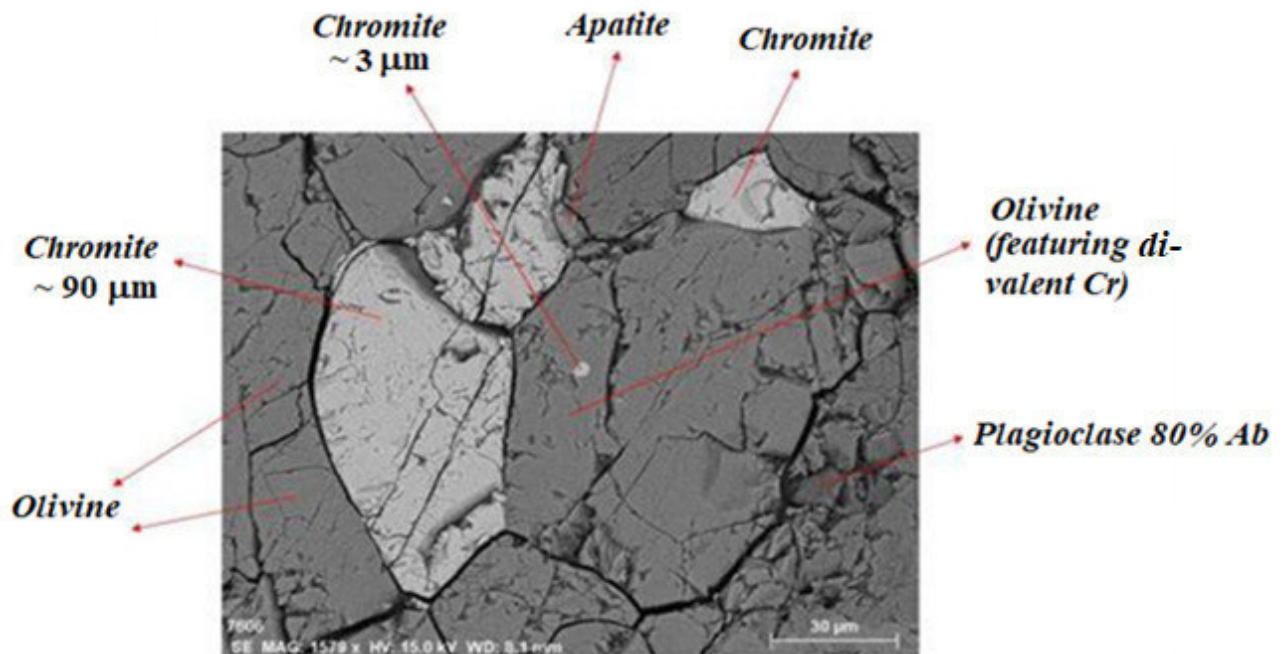 Chromite
~ 3 µm
Apatite
Chromite
Olivine
(featuring di-
valent Cr)
Chromite
~ 90 µm
Plagioclase 80% Ab
Olivine
7606
SE MAG: 1579 x HV: 15.0 kV WD: 8.1 mm
30 µm